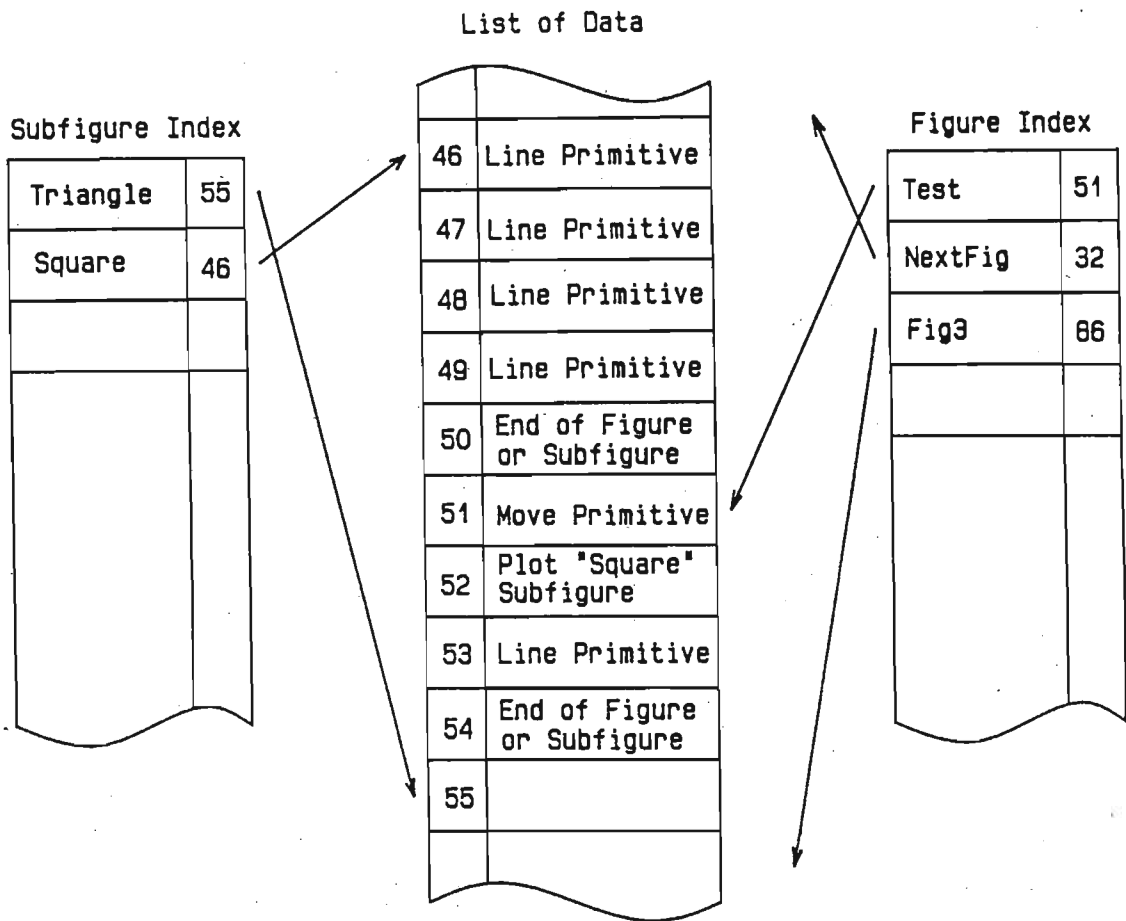 List of Data
Subfigure Index
Triangle 55
Square 46
46 Line Primitive
47 Line Primitive
48 Line Primitive
49 Line Primitive
50 End of Figure
or Subfigure
51 Move Primitive
52 Plot "Square"
Subfigure
53 Line Primitive
54 End of Figure
or Subfigure
55
Figure Index
Test 51
NextFig 32
Fig3 86